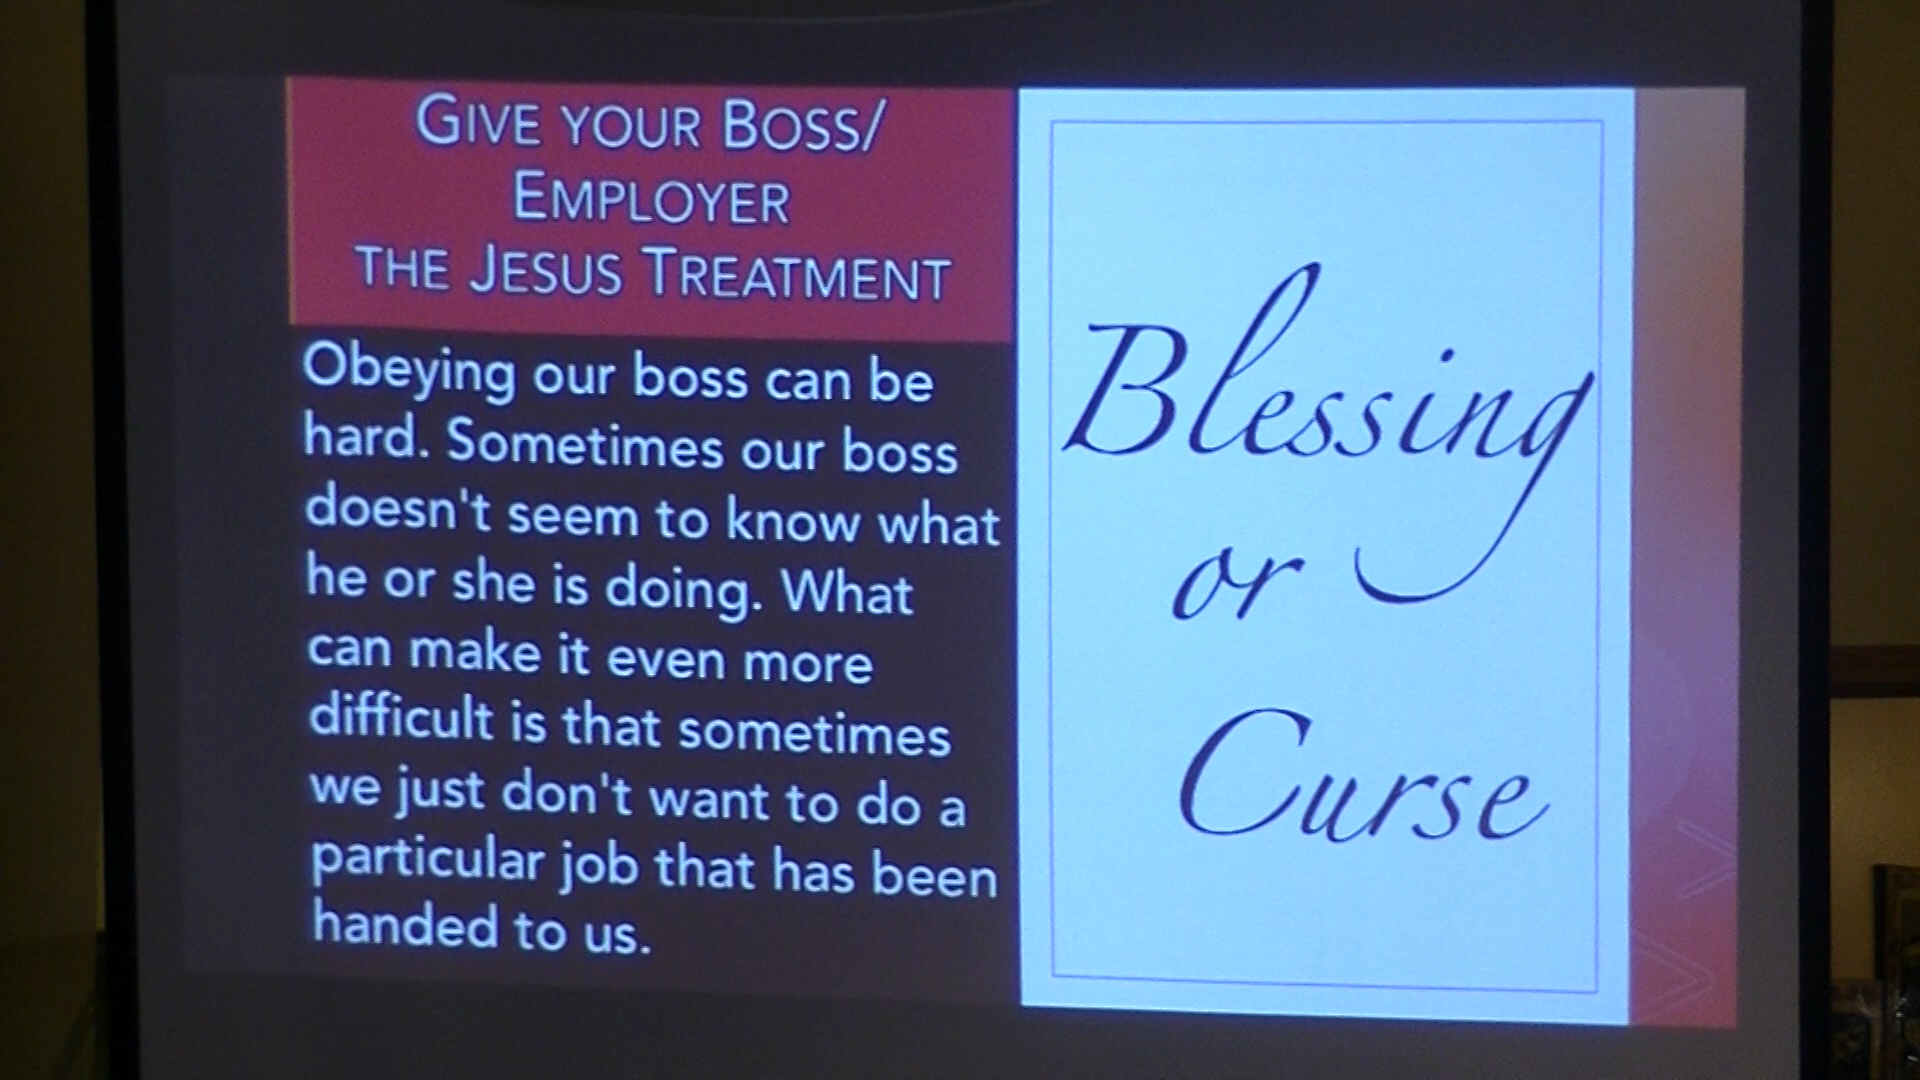 GIVE YOUR BOSS/
EMPLOYER
THE JESUS TREATMENT
Obeying our boss can be
hard. Sometimes our boss
doesn't seem to know what
he or she is doing. What
can make it even more
difficult is that sometimes
we just don't want to do a
particular job that has been
handed to us.
Blessing
or
Curse